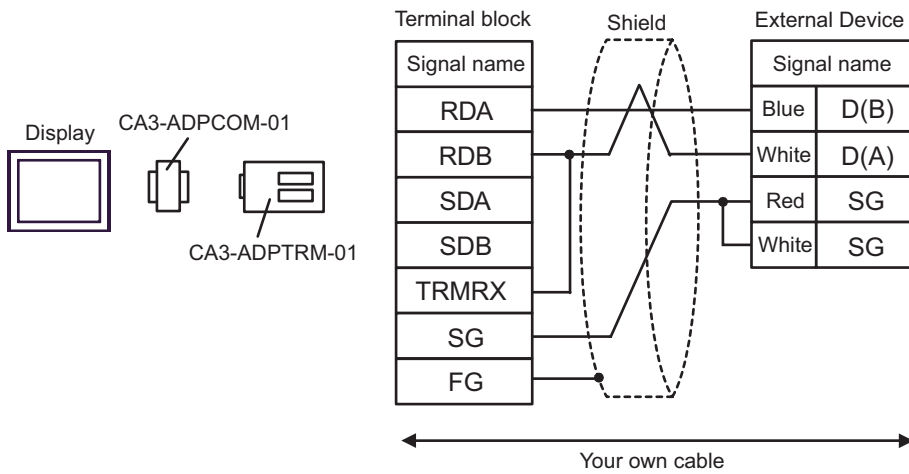 Terminal block
Shield
External Device
Signal name
Signal name
RDA
Blue D(B)
Display
CA3-ADPCOM-01
RDB
White D(A)
SDA
Red SG
CA3-ADPTRM-01
SDB
White SG
TRMRX
SG
FG
Your own cable